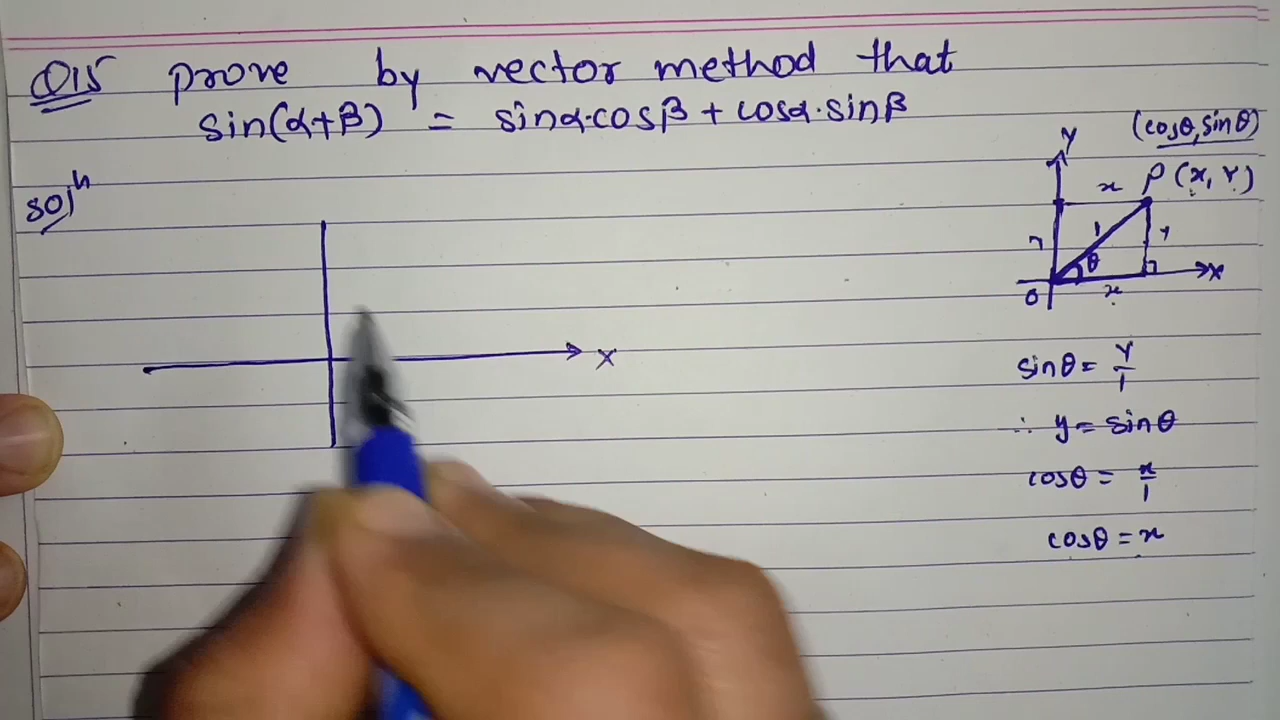 Q15 prove by vector method that
sin(α+β) = sinα·cosβ + cosα·sinβ
solⁿ
X
(cosθ, sinθ)
Y
x P (x, Y)
y 1 y
θ
O x X
sinθ = Y/1
∴ y = sinθ
cosθ = x/1
cosθ = x